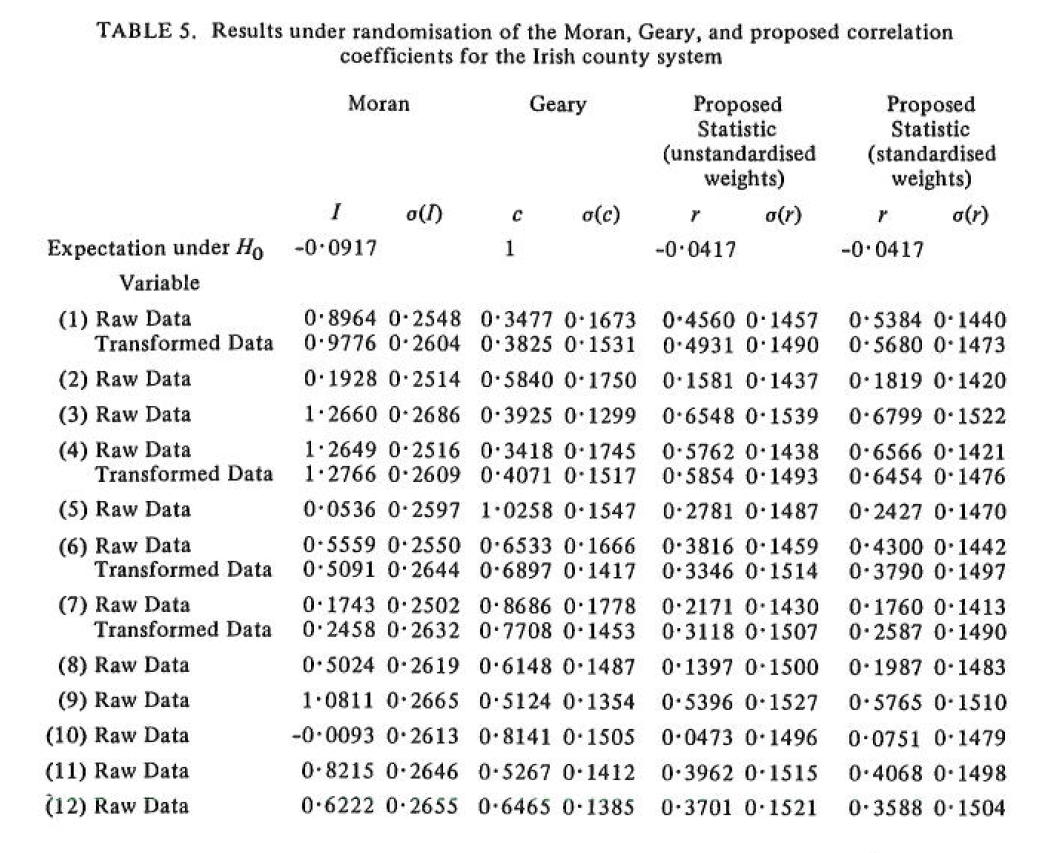 TABLE 5. Results under randomisation of the Moran, Geary, and proposed correlation
coefficients for the Irish county system
Moran Geary Proposed Proposed
Statistic Statistic
(unstandardised (standardised
weights) weights)
I σ(I) c σ(c) r σ(r) r σ(r)
Expectation under H₀ -0·0917 1 -0·0417 -0·0417
Variable
(1) Raw Data 0·8964 0·2548 0·3477 0·1673 0·4560 0·1457 0·5384 0·1440
Transformed Data 0·9776 0·2604 0·3825 0·1531 0·4931 0·1490 0·5680 0·1473
(2) Raw Data 0·1928 0·2514 0·5840 0·1750 0·1581 0·1437 0·1819 0·1420
(3) Raw Data 1·2660 0·2686 0·3925 0·1299 0·6548 0·1539 0·6799 0·1522
(4) Raw Data 1·2649 0·2516 0·3418 0·1745 0·5762 0·1438 0·6566 0·1421
Transformed Data 1·2766 0·2609 0·4071 0·1517 0·5854 0·1493 0·6454 0·1476
(5) Raw Data 0·0536 0·2597 1·0258 0·1547 0·2781 0·1487 0·2427 0·1470
(6) Raw Data 0·5559 0·2550 0·6533 0·1666 0·3816 0·1459 0·4300 0·1442
Transformed Data 0·5091 0·2644 0·6897 0·1417 0·3346 0·1514 0·3790 0·1497
(7) Raw Data 0·1743 0·2502 0·8686 0·1778 0·2171 0·1430 0·1760 0·1413
Transformed Data 0·2458 0·2632 0·7708 0·1453 0·3118 0·1507 0·2587 0·1490
(8) Raw Data 0·5024 0·2619 0·6148 0·1487 0·1397 0·1500 0·1987 0·1483
(9) Raw Data 1·0811 0·2665 0·5124 0·1354 0·5396 0·1527 0·5765 0·1510
(10) Raw Data -0·0093 0·2613 0·8141 0·1505 0·0473 0·1496 0·0751 0·1479
(11) Raw Data 0·8215 0·2646 0·5267 0·1412 0·3962 0·1515 0·4068 0·1498
(12) Raw Data 0·6222 0·2655 0·6465 0·1385 0·3701 0·1521 0·3588 0·1504